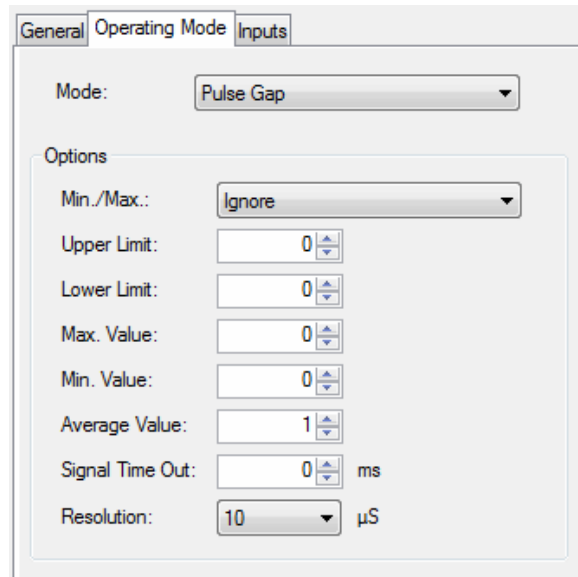 General Operating Mode Inputs
Mode: Pulse Gap
Options
Min./Max.: Ignore
Upper Limit: 0
Lower Limit: 0
Max. Value: 0
Min. Value: 0
Average Value: 1
Signal Time Out: 0 ms
Resolution: 10 µS